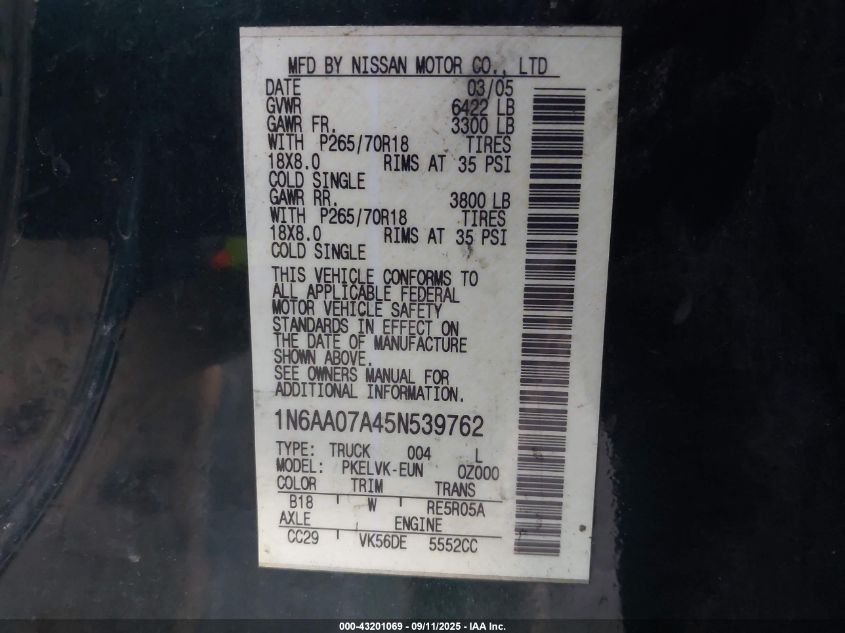 MFD BY NISSAN MOTOR CO., LTD
DATE 03/05
GVWR 6422 LB
GAWR FR. 3300 LB
WITH P265/70R18 TIRES
18X8.0 RIMS AT 35 PSI
COLD SINGLE
GAWR RR. 3800 LB
WITH P265/70R18 TIRES
18X8.0 RIMS AT 35 PSI
COLD SINGLE
THIS VEHICLE CONFORMS TO
ALL APPLICABLE FEDERAL
MOTOR VEHICLE SAFETY
STANDARDS IN EFFECT ON
THE DATE OF MANUFACTURE
SHOWN ABOVE.
SEE OWNERS MANUAL FOR
ADDITIONAL INFORMATION.
1N6AA07A45N539762
TYPE: TRUCK 004 L
MODEL: PKELVK-EUN 0Z000
COLOR TRIM TRANS
B18 W RE5R05A
AXLE ENGINE
CC29 VK56DE 5552CC
000-43201069 - 09/11/2025 - IAA Inc.